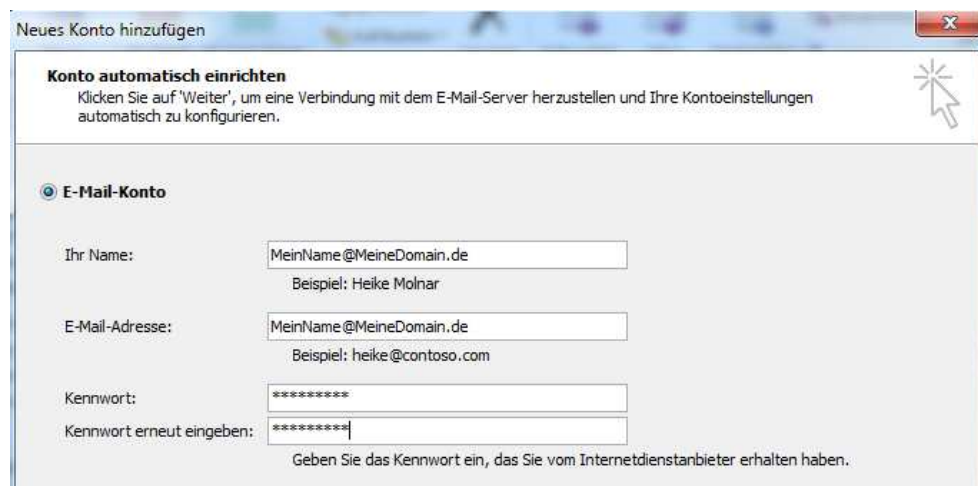 Neues Konto hinzufügen
Konto automatisch einrichten
Klicken Sie auf 'Weiter', um eine Verbindung mit dem E-Mail-Server herzustellen und Ihre Kontoeinstellungen
automatisch zu konfigurieren.
E-Mail-Konto
Ihr Name: MeinName@MeineDomain.de
Beispiel: Heike Molnar
E-Mail-Adresse: MeinName@MeineDomain.de
Beispiel: heike@contoso.com
Kennwort: *********
Kennwort erneut eingeben: *********
Geben Sie das Kennwort ein, das Sie vom Internetdienstanbieter erhalten haben.